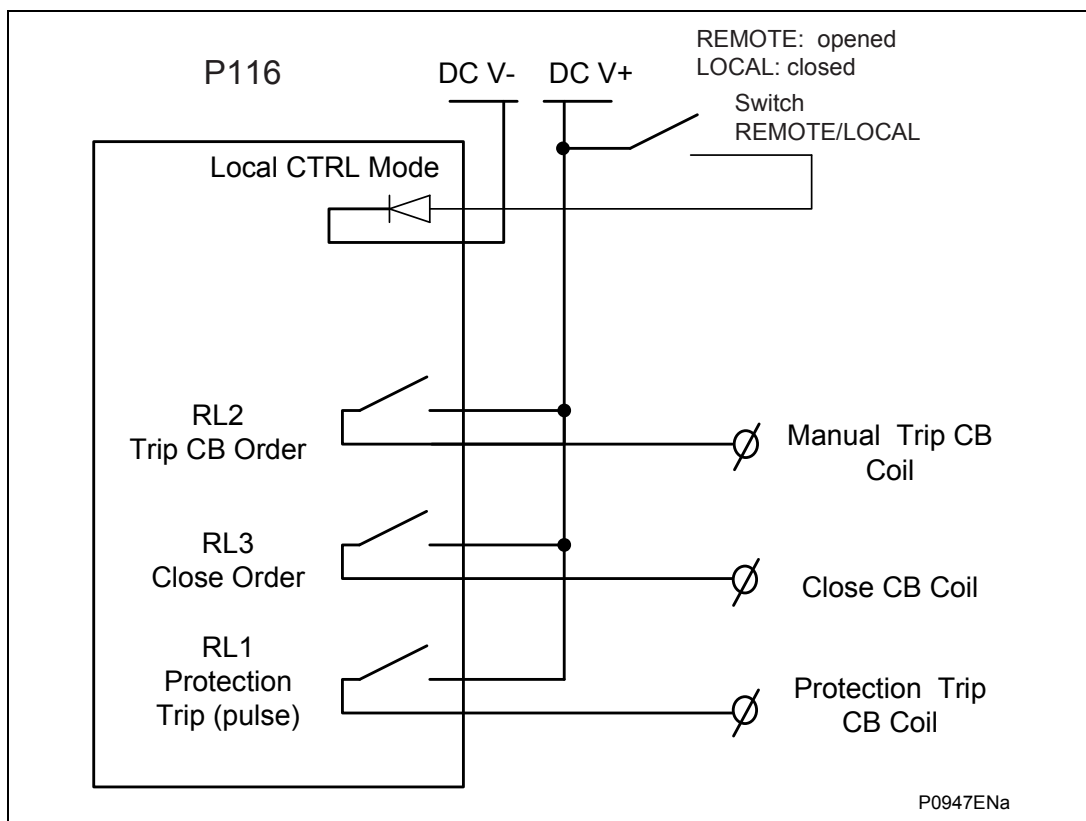 P116
DC V-
DC V+
REMOTE: opened
LOCAL: closed
Switch
REMOTE/LOCAL
Local CTRL Mode
RL2
Trip CB Order
Manual Trip CB
Coil
RL3
Close Order
Close CB Coil
RL1
Protection
Trip (pulse)
Protection Trip
CB Coil
P0947ENa